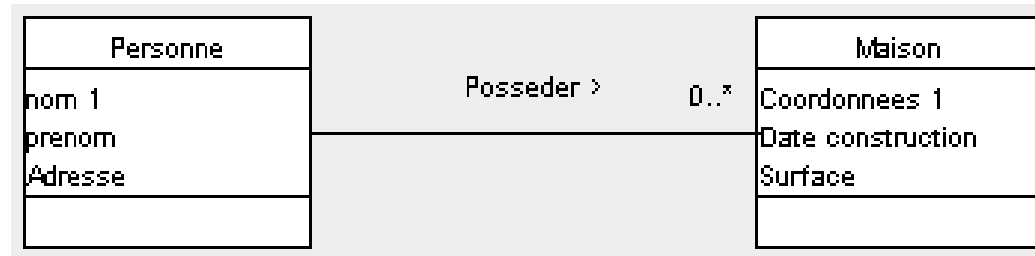 Personne
nom 1
prenom
Adresse
Posseder >
0..*
Maison
Coordonnees 1
Date construction
Surface